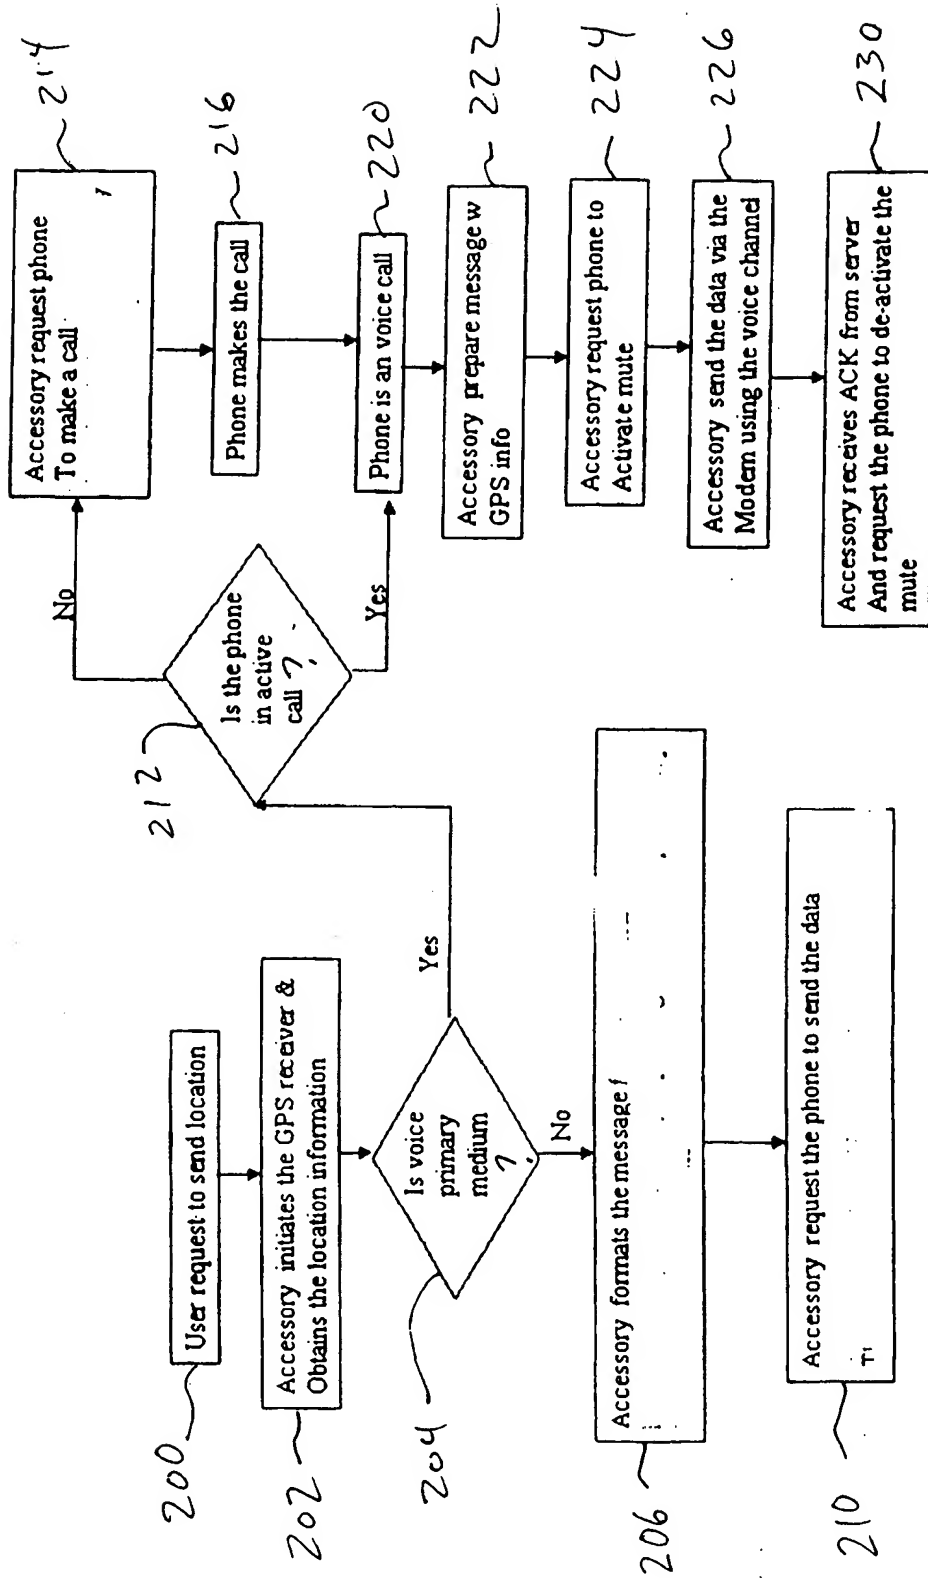 200
User request to send location
202
Accessory initiates the GPS receiver &
Obtains the location information
204
Is voice
primary
medium
?
Yes
No
206
Accessory formats the message
210
Accessory request the phone to send the data
212
Is the phone
in active
call ?
No
Yes
214
Accessory request phone
To make a call
216
Phone makes the call
220
Phone is an voice call
222
Accessory prepare message w
GPS info
224
Accessory request phone to
Activate mute
226
Accessory send the data via the
Modem using the voice channel
230
Accessory receives ACK from server
And request the phone to de-activate the
mute